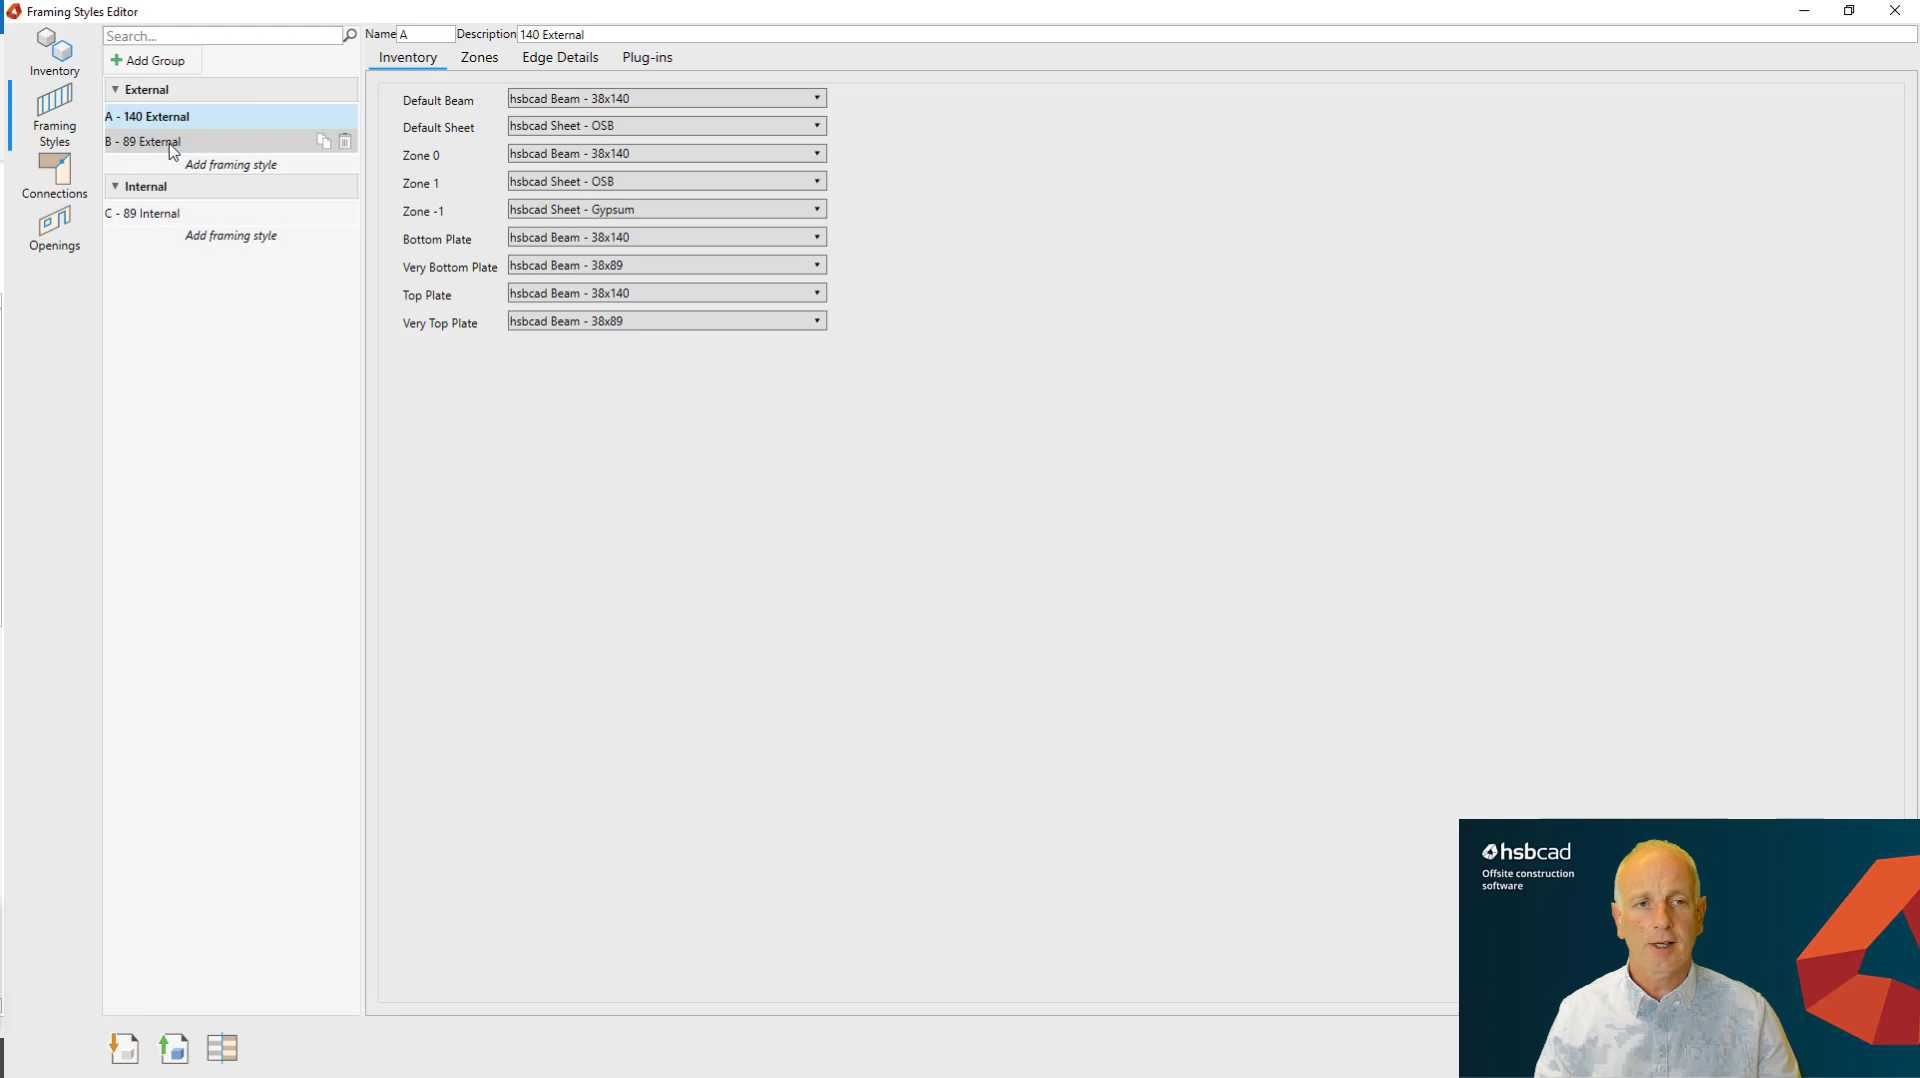 Framing Styles Editor
Search...
Name A Description 140 External
Inventory
Add Group
Inventory Zones Edge Details Plug-ins
External
A - 140 External
B - 89 External
Add framing style
Internal
C - 89 Internal
Add framing style
Framing
Styles
Connections
Openings
Default Beam hsbcad Beam - 38x140
Default Sheet hsbcad Sheet - OSB
Zone 0 hsbcad Beam - 38x140
Zone 1 hsbcad Sheet - OSB
Zone -1 hsbcad Sheet - Gypsum
Bottom Plate hsbcad Beam - 38x140
Very Bottom Plate hsbcad Beam - 38x89
Top Plate hsbcad Beam - 38x140
Very Top Plate hsbcad Beam - 38x89
hsbcad
Offsite construction
software